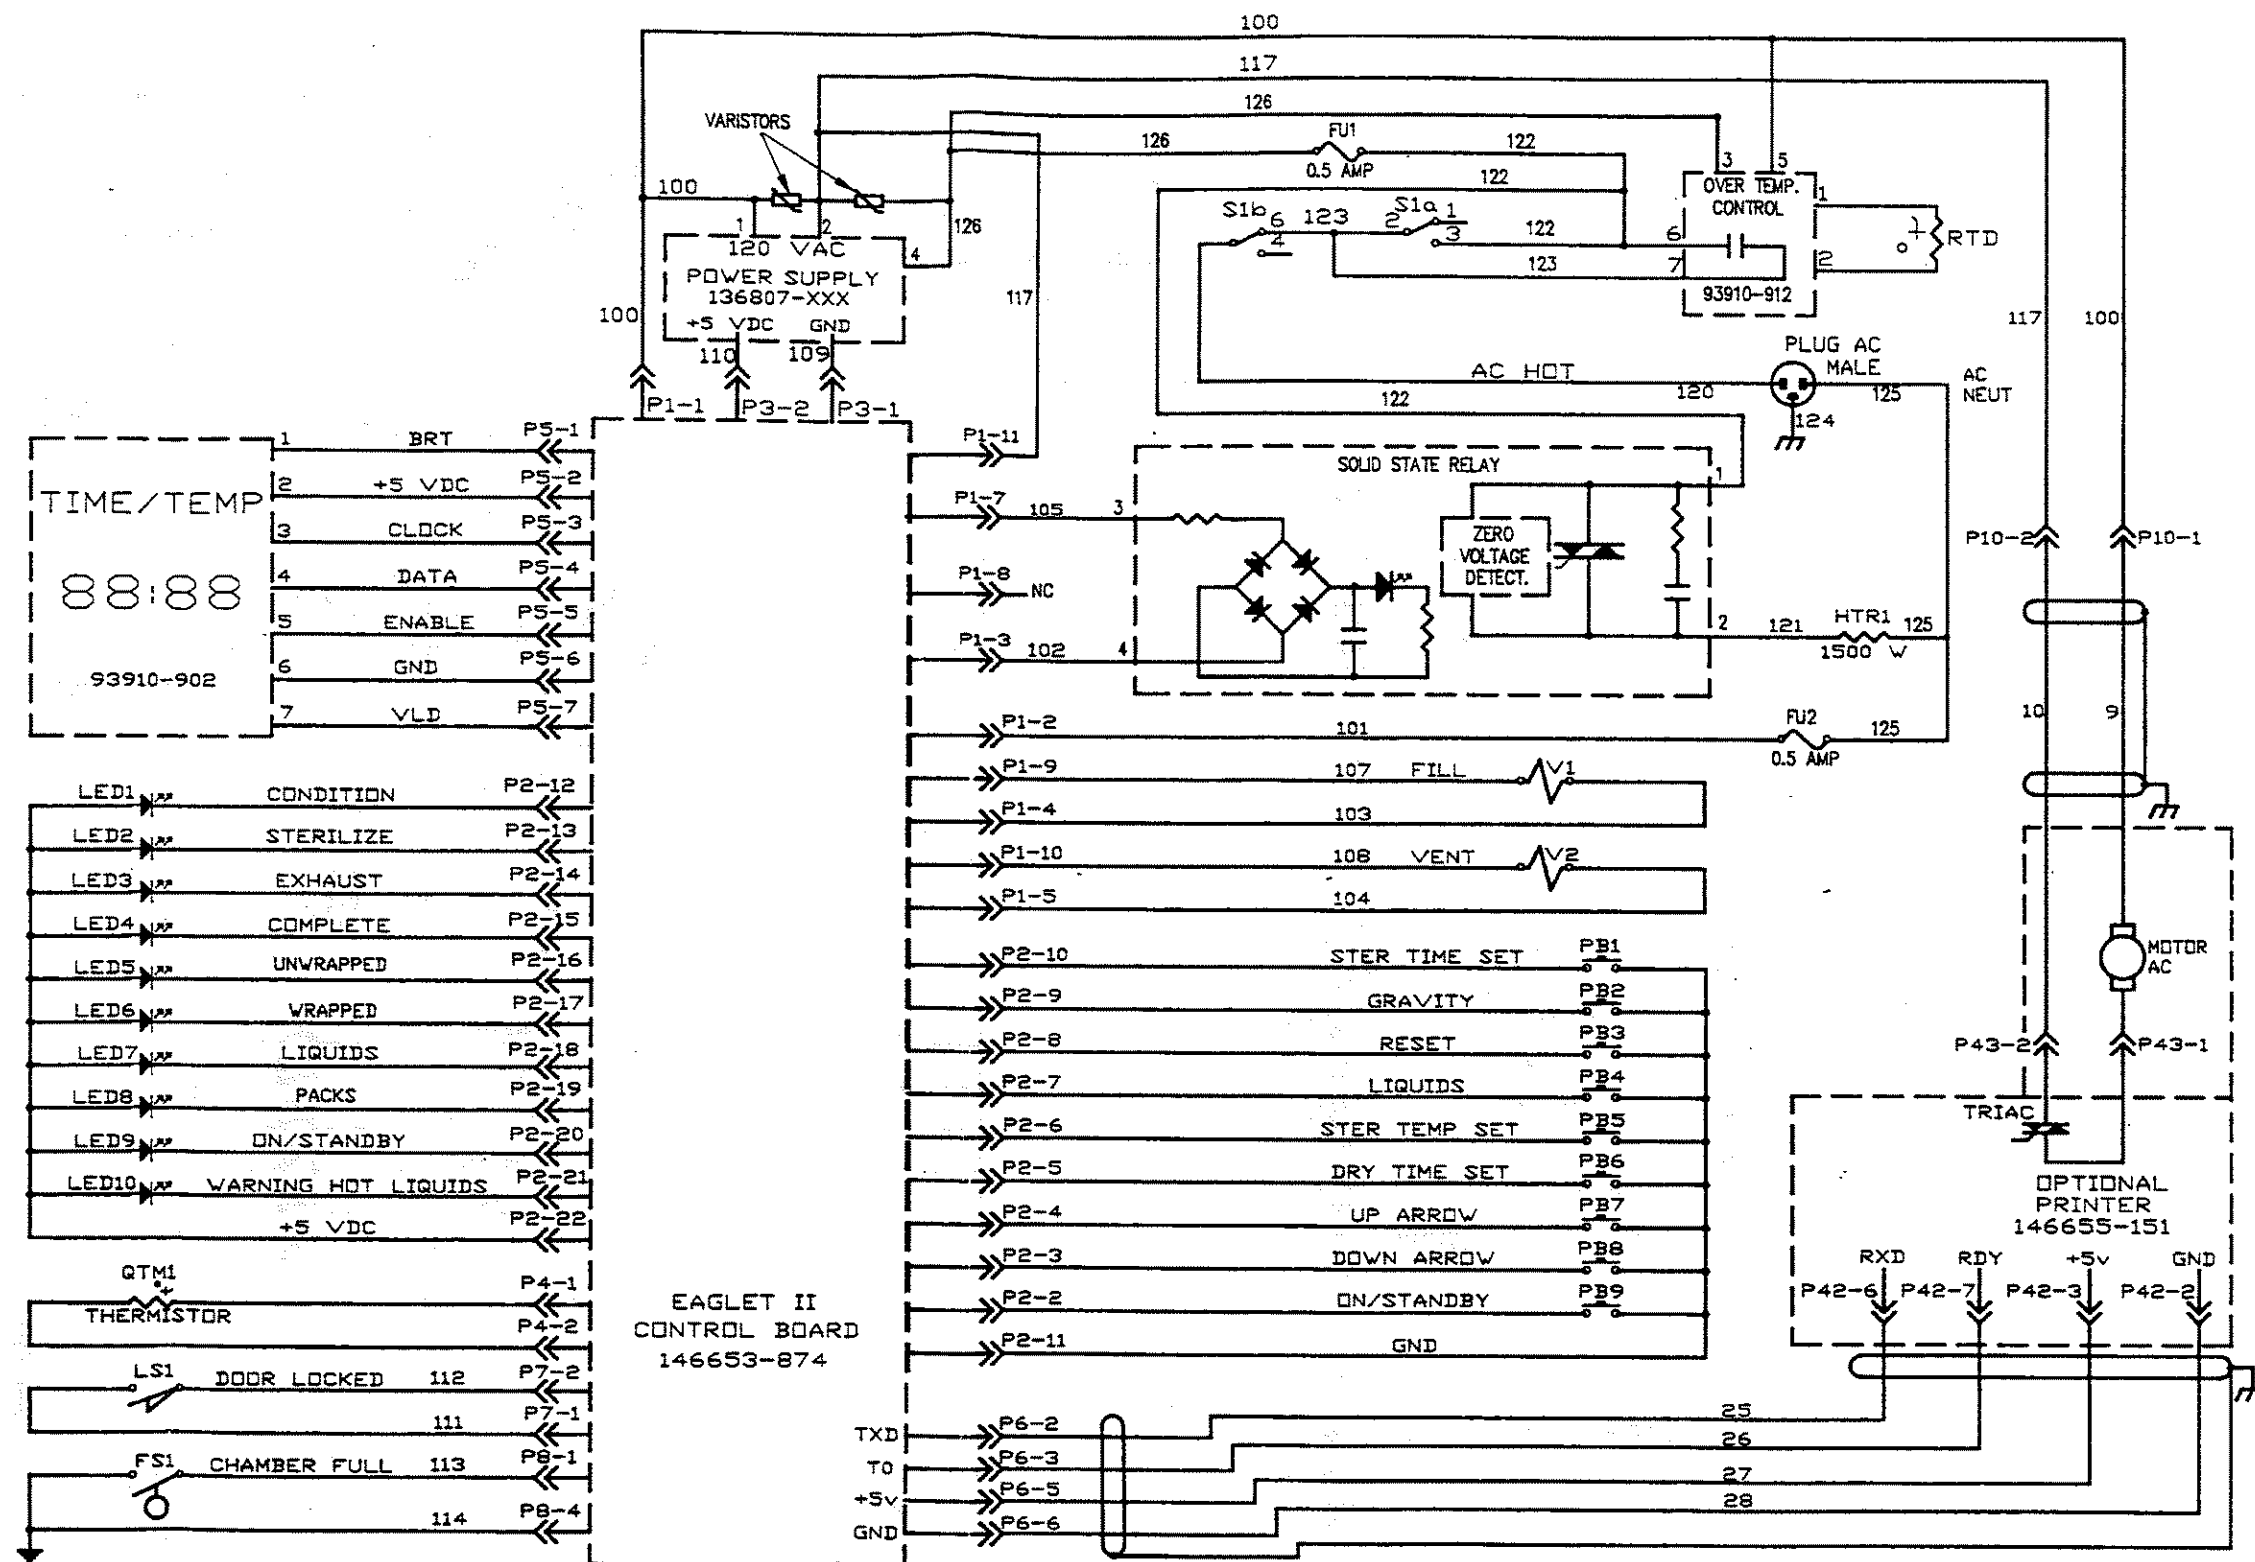 100
117
126
VARISTORS
126
FU1
0.5 AMP
122
122
100
1
2
126
4
120 VAC
POWER SUPPLY
136807-XXX
+5 VDC
GND
S1b
6
4
123
2
S1a
1
3
122
123
3
5
OVER TEMP.
CONTROL
1
6
7
2
93910-912
+
RTD
117
100
100
117
110
109
P1-1
P3-2
P3-1
AC HOT
120
122
PLUG AC
MALE
125
124
AC
NEUT
TIME/TEMP
88:88
93910-902
1
BRT
P5-1
2
+5 VDC
P5-2
3
CLOCK
P5-3
4
DATA
P5-4
5
ENABLE
P5-5
6
GND
P5-6
7
VLD
P5-7
P1-11
P1-7
105
3
P1-8
NC
P1-3
102
4
SOLID STATE RELAY
1
ZERO
VOLTAGE
DETECT.
2
121
HTR1
125
1500 W
P10-2
P10-1
10
9
P1-2
101
FU2
125
0.5 AMP
P1-9
107
FILL
V1
P1-4
103
P1-10
108
VENT
V2
P1-5
104
LED1
CONDITION
P2-12
LED2
STERILIZE
P2-13
LED3
EXHAUST
P2-14
LED4
COMPLETE
P2-15
LED5
UNWRAPPED
P2-16
LED6
WRAPPED
P2-17
LED7
LIQUIDS
P2-18
LED8
PACKS
P2-19
LED9
ON/STANDBY
P2-20
LED10
WARNING HOT LIQUIDS
P2-21
+5 VDC
P2-22
P2-10
STER TIME SET
PB1
P2-9
GRAVITY
PB2
P2-8
RESET
PB3
P2-7
LIQUIDS
PB4
P2-6
STER TEMP SET
PB5
P2-5
DRY TIME SET
PB6
P2-4
UP ARROW
PB7
P2-3
DOWN ARROW
PB8
P2-2
ON/STANDBY
PB9
P2-11
GND
MOTOR
AC
P43-2
P43-1
TRIAC
OPTIONAL
PRINTER
146655-151
RXD
RDY
+5v
GND
P42-6
P42-7
P42-3
P42-2
QTM1
+
THERMISTOR
P4-1
P4-2
LS1
DOOR LOCKED
112
P7-2
111
P7-1
FS1
CHAMBER FULL
113
P8-1
114
P8-4
EAGLET II
CONTROL BOARD
146653-874
TXD
P6-2
25
T0
P6-3
26
+5v
P6-5
27
GND
P6-6
28